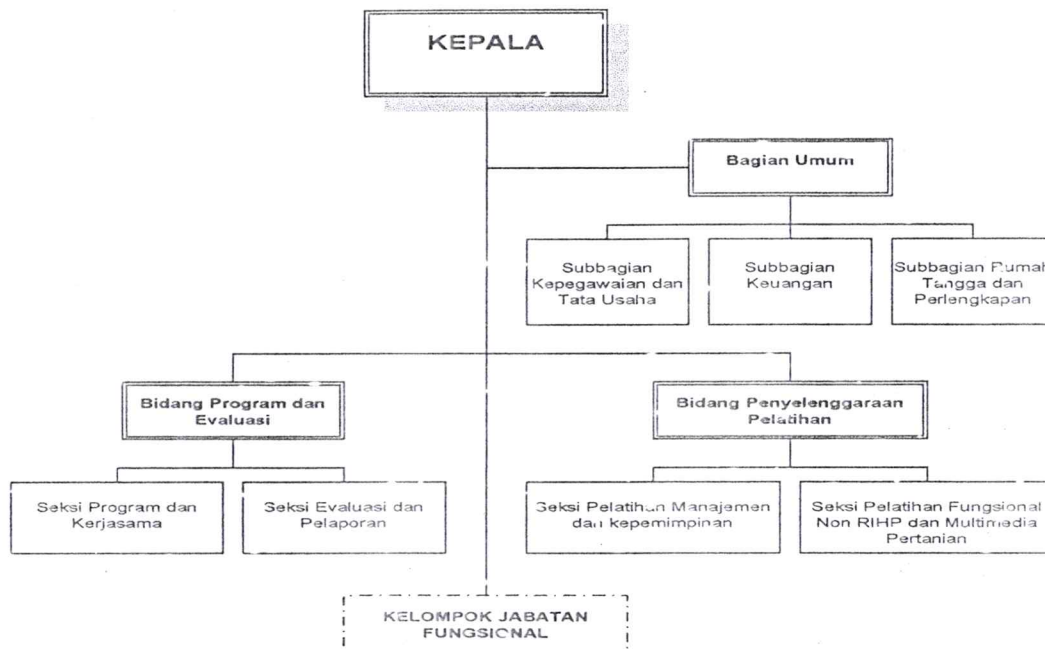 KEPALA
Bagian Umum
Subbagian
Kepegawaian dan
Tata Usaha
Subbagian
Keuangan
Subbagian Rumah
Tangga dan
Perlengkapan
Bidang Program dan
Evaluasi
Bidang Penyelenggaraan
Pelatihan
Seksi Program dan
Kerjasama
Seksi Evaluasi dan
Pelaporan
Seksi Pelatihan Manajemen
dan kepemimpinan
Seksi Pelatihan Fungsional
Non RIHP dan Multimedia
Pertanian
KELOMPOK JABATAN
FUNGSIONAL